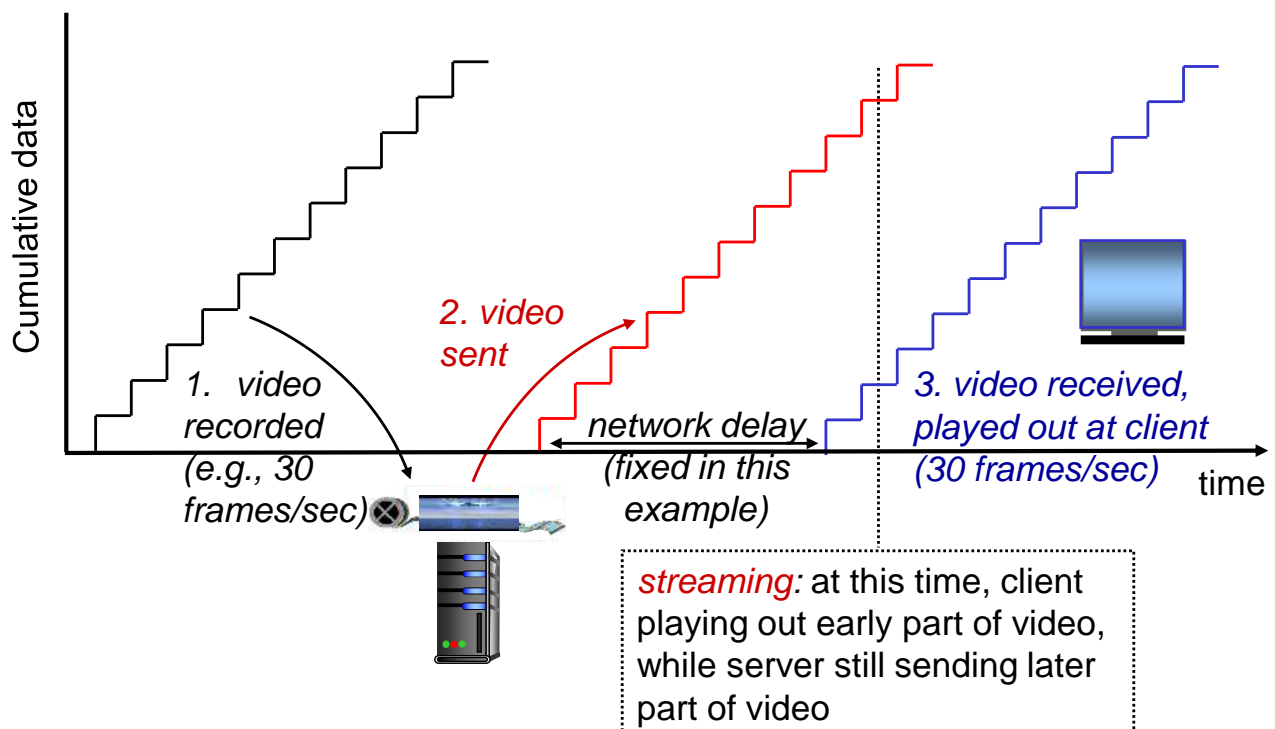 Cumulative data
1. video
recorded
(e.g., 30
frames/sec)
2. video
sent
network delay
(fixed in this
example)
3. video received,
played out at client
(30 frames/sec)
time
streaming: at this time, client
playing out early part of video,
while server still sending later
part of video